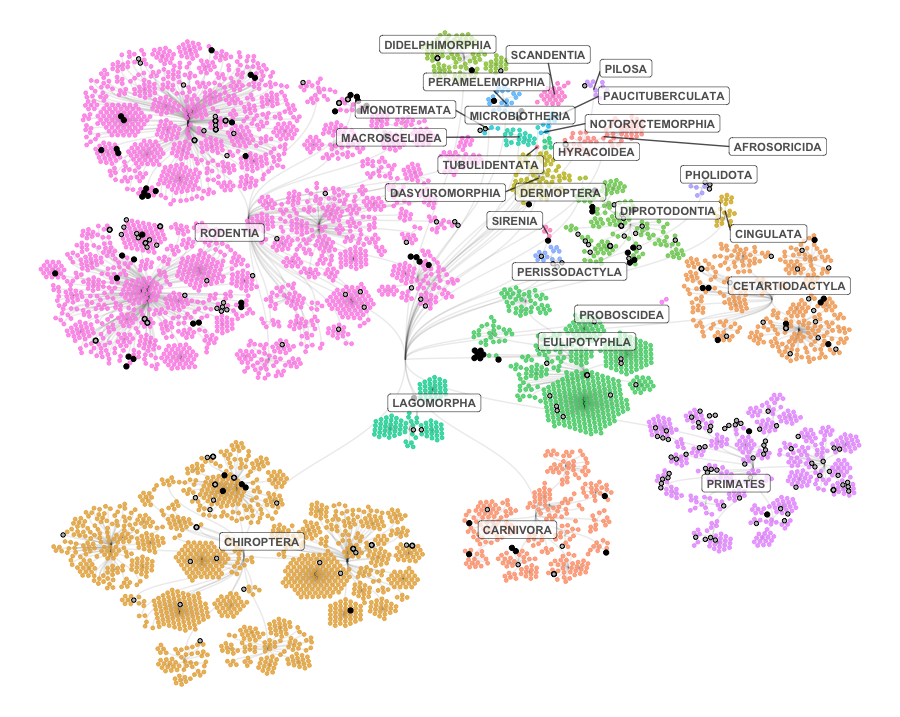 DIDELPHIMORPHIA
SCANDENTIA
PILOSA
PERAMELEMORPHIA
PAUCITUBERCULATA
MONOTREMATA
MICROBIOTHERIA
NOTORYCTEMORPHIA
MACROSCELIDEA
AFROSORICIDA
HYRACOIDEA
TUBULIDENTATA
PHOLIDOTA
DASYUROMORPHIA
DERMOPTERA
DIPROTODONTIA
SIRENIA
RODENTIA
CINGULATA
PERISSODACTYLA
CETARTIODACTYLA
PROBOSCIDEA
EULIPOTYPHLA
LAGOMORPHA
PRIMATES
CARNIVORA
CHIROPTERA